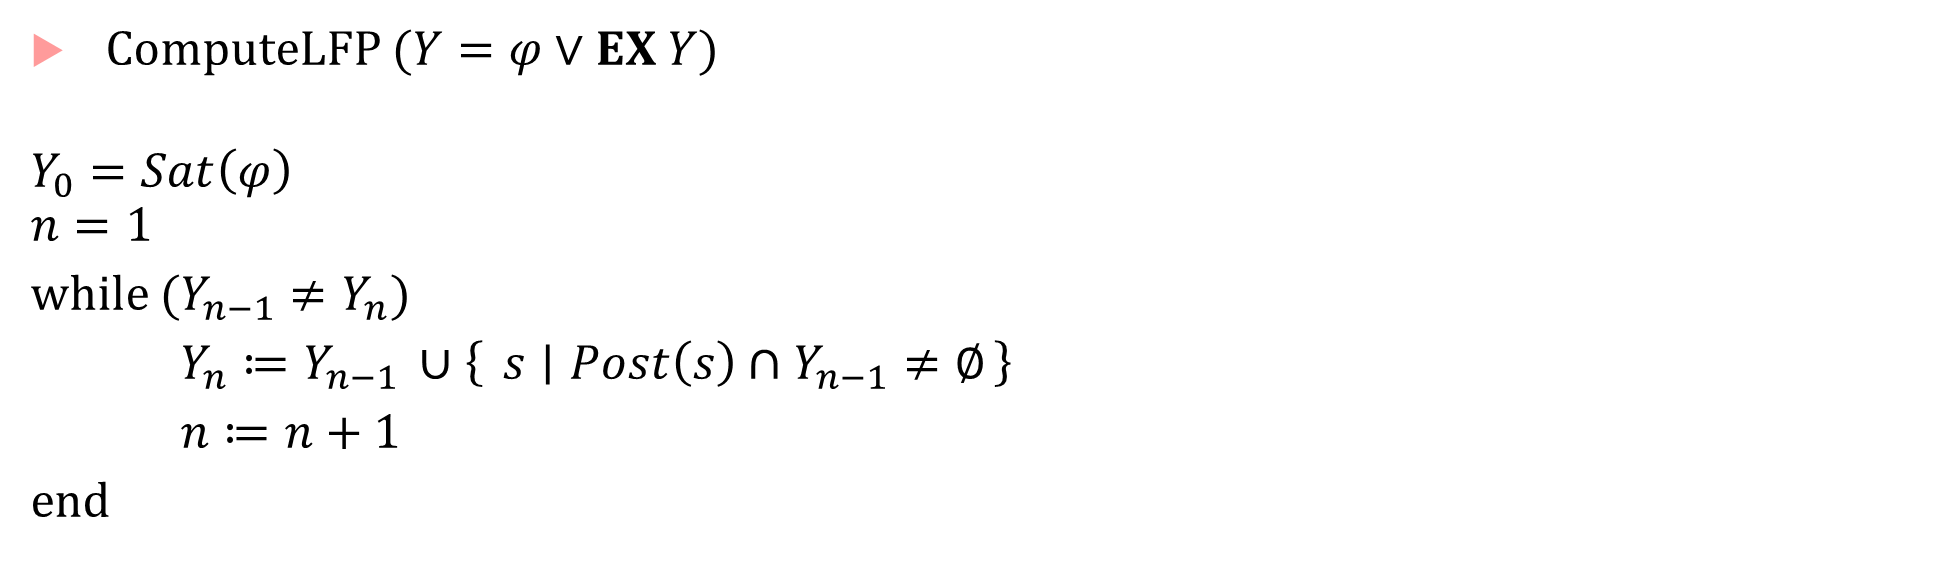 ▶ ComputeLFP (𝑌 = 𝜑 ∨ 𝐄𝐗 𝑌)
𝑌₀ = 𝑆𝑎𝑡(𝜑)
𝑛 = 1
while (𝑌ₙ₋₁ ≠ 𝑌ₙ)
𝑌ₙ ≔ 𝑌ₙ₋₁ ∪ { 𝑠 | 𝑃𝑜𝑠𝑡(𝑠) ∩ 𝑌ₙ₋₁ ≠ ∅ }
𝑛 ≔ 𝑛 + 1
end